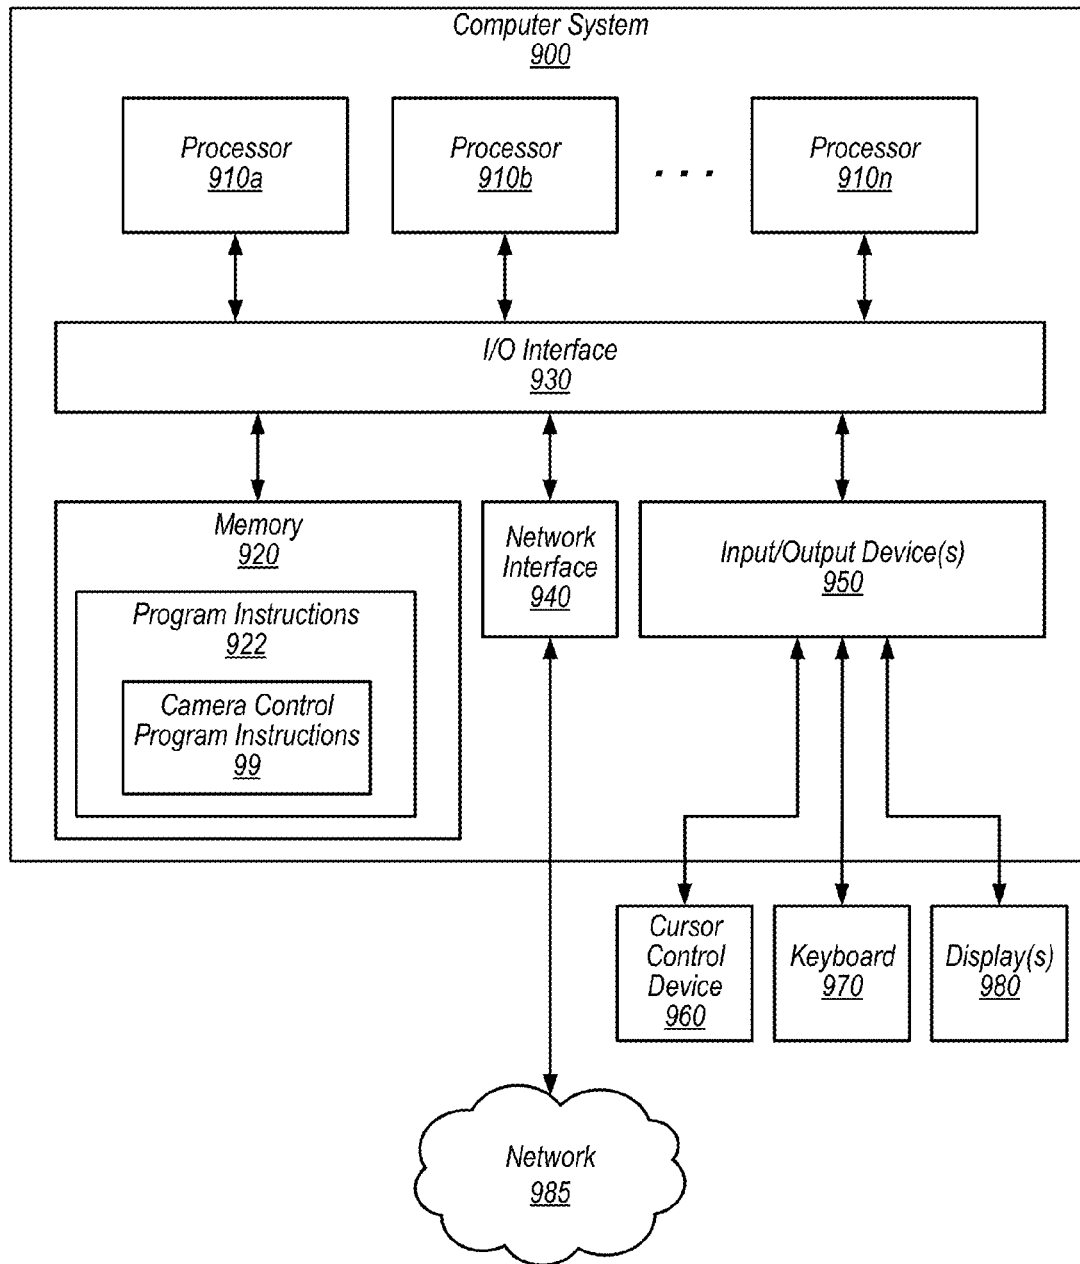 Computer System
900
Processor
910a
Processor
910b
. . .
Processor
910n
I/O Interface
930
Memory
920
Program Instructions
922
Camera Control
Program Instructions
99
Network
Interface
940
Input/Output Device(s)
950
Cursor
Control
Device
960
Keyboard
970
Display(s)
980
Network
985